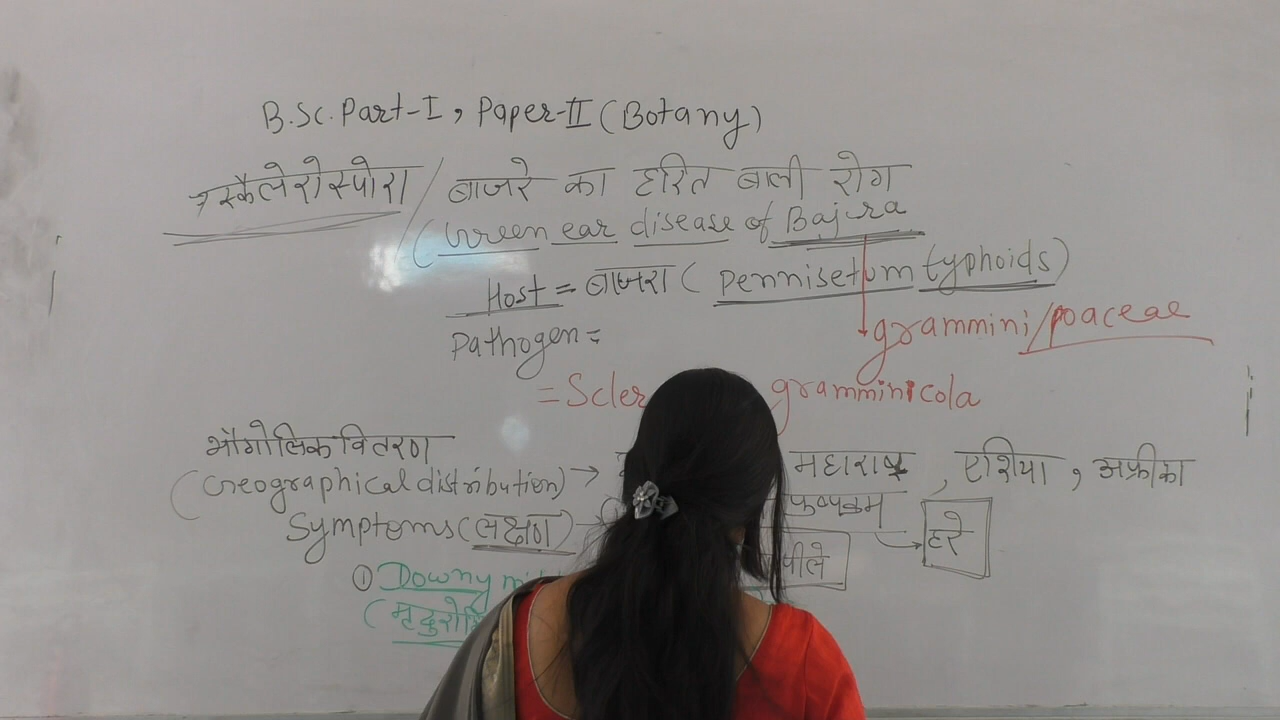 B.Sc. Part-I, Paper-II (Botany)
→ स्कैलेरोस्पोरा / बाजरे का हरित बाली रोग
(Green ear disease of Bajra
Host = बाजरा ( Pennisetum typhoids)
Pathogen =
grammini/poaceae
= Scler gramminicola
भौगोलिक वितरण
(Geographical distribution) → महाराष्ट्र , एशिया , अफ्रीका
Symptoms (लक्षण) पुष्पक्रम → हरे
पीले
① Downy
(मृदुरो